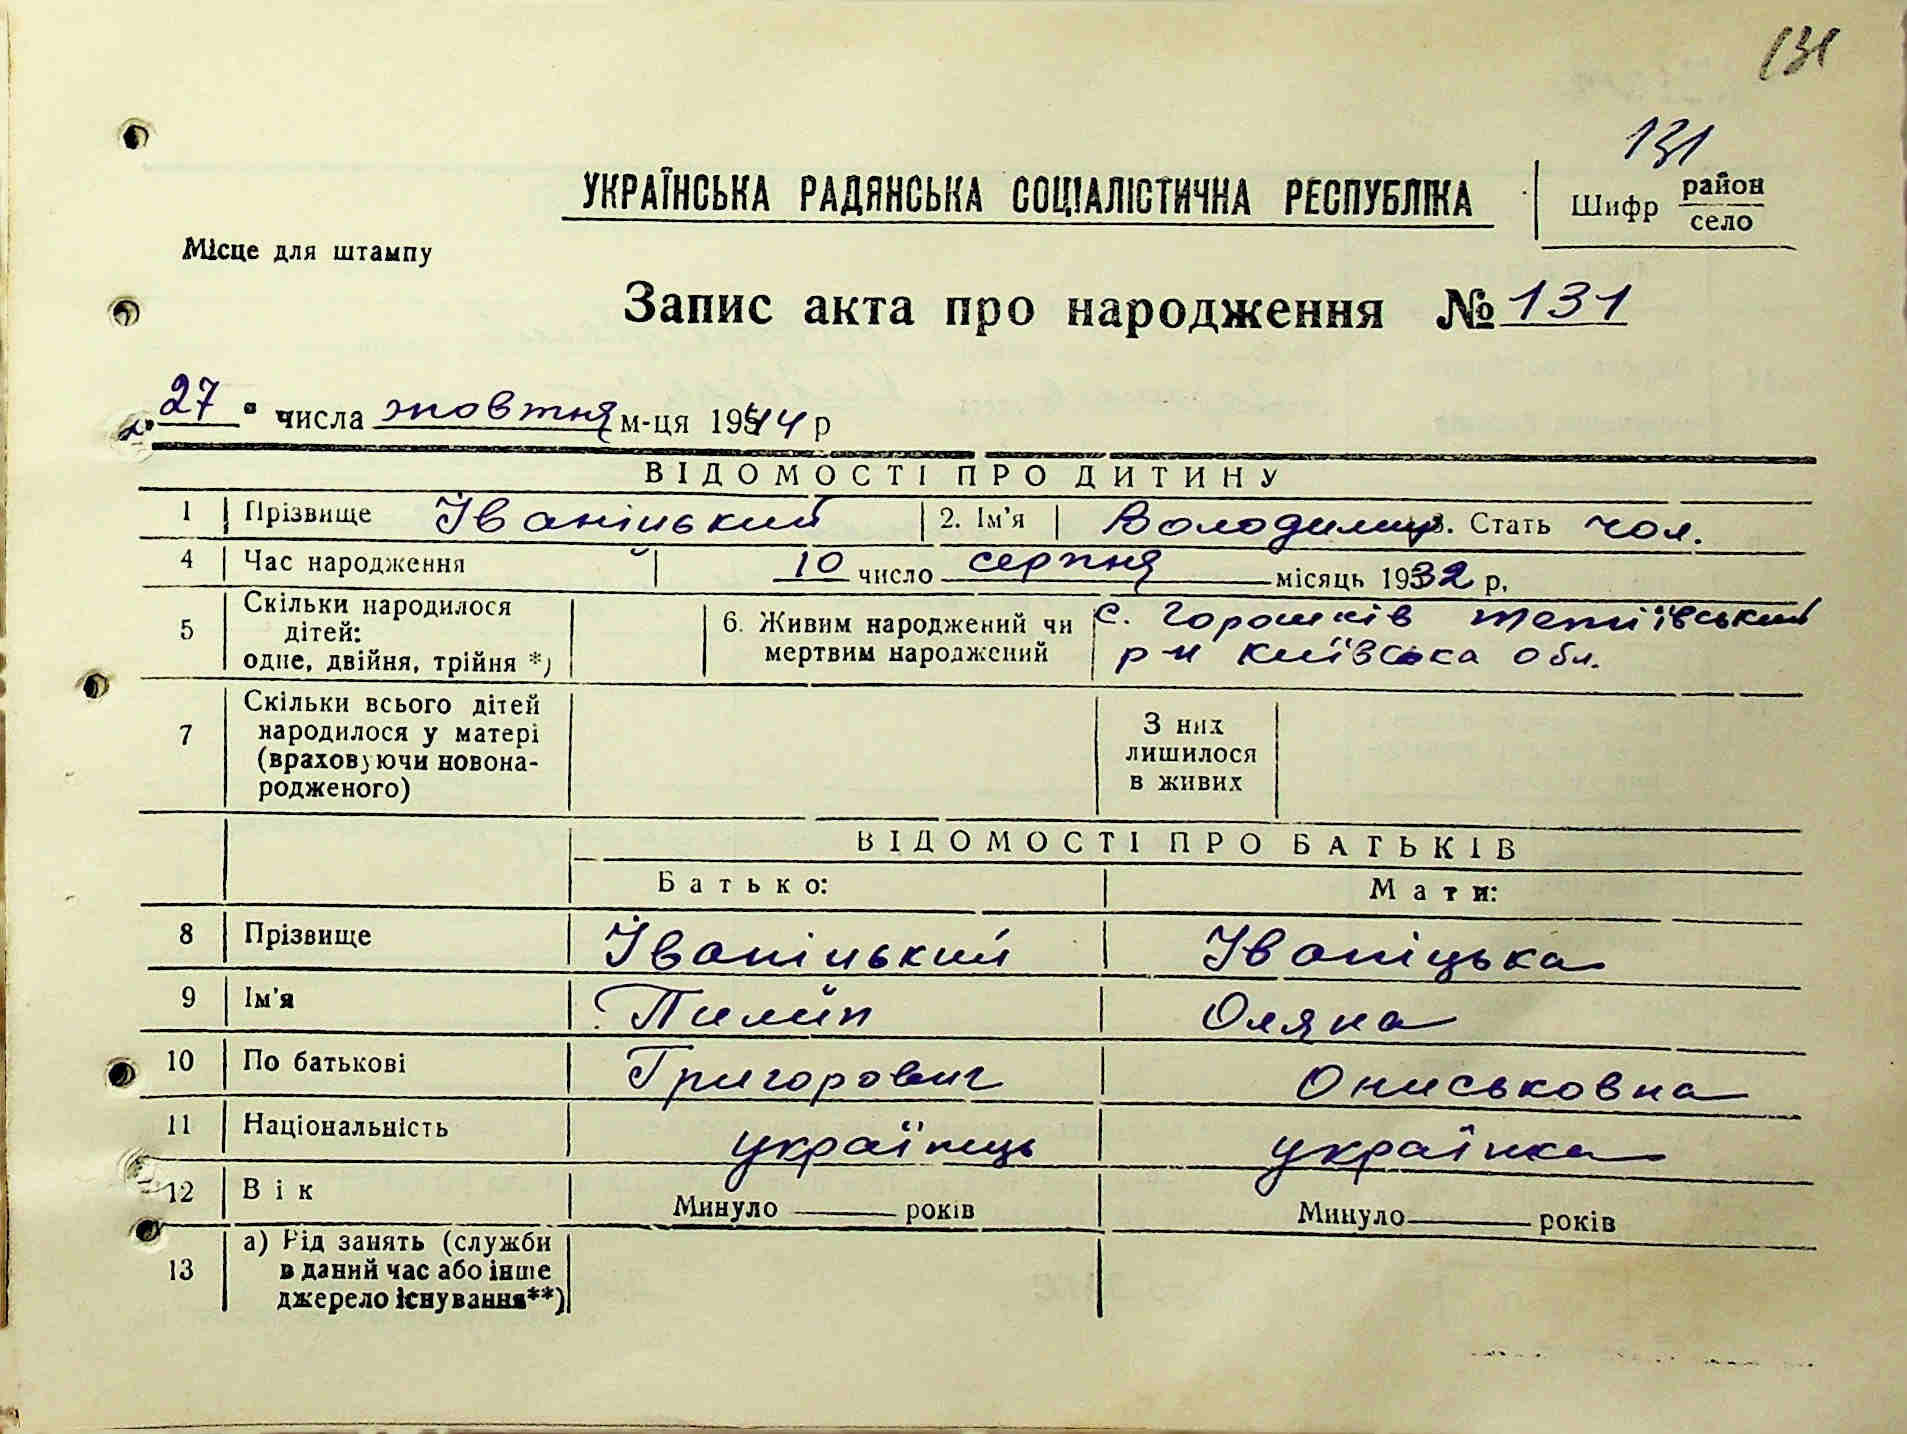 131
131
УКРАЇНСЬКА РАДЯНСЬКА СОЦІАЛІСТИЧНА РЕСПУБЛІКА
Шифр район
село
Місце для штампу
Запис акта про народження № 131
„ 27 " числа жовтня м-ця 1944 р
ВІДОМОСТІ ПРО ДИТИНУ
1 Прізвище Іваніцький 2. Ім'я Володимир 3. Стать чол.
4 Час народження 10 число серпня місяць 1932 р.
5 Скільки народилося дітей: одне, двійня, трійня *)
6. Живим народжений чи мертвим народжений
с. Горошків Тетіївський
р-н Київська обл.
7 Скільки всього дітей народилося у матері (враховуючи новонародженого)
З них лишилося в живих
ВІДОМОСТІ ПРО БАТЬКІВ
Батько: Мати:
8 Прізвище Іваніцький Іваніцька
9 Ім'я Пилип Оляна
10 По батькові Григорович Ониськовна
11 Національність українець українка
12 Вік Минуло років Минуло років
13 а) Рід занять (служби в даний час або інше джерело існування**)